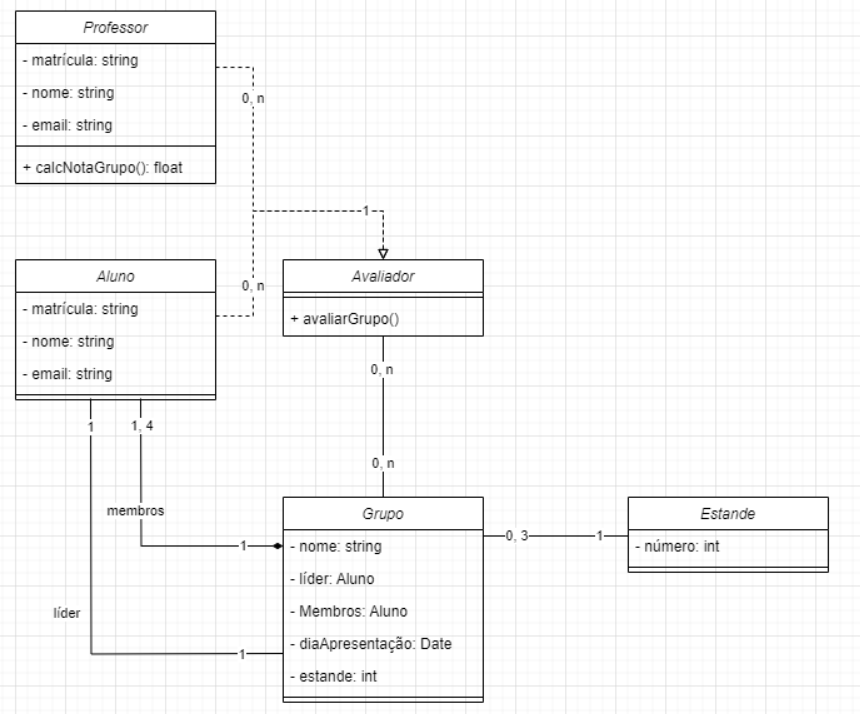 Professor
- matrícula: string
- nome: string
- email: string
+ calcNotaGrupo(): float
0, n
1
Aluno
- matrícula: string
- nome: string
- email: string
0, n
Avaliador
+ avaliarGrupo()
0, n
0, n
1
1, 4
membros
1
líder
1
Grupo
- nome: string
- líder: Aluno
- Membros: Aluno
- diaApresentação: Date
- estande: int
0, 3
1
Estande
- número: int